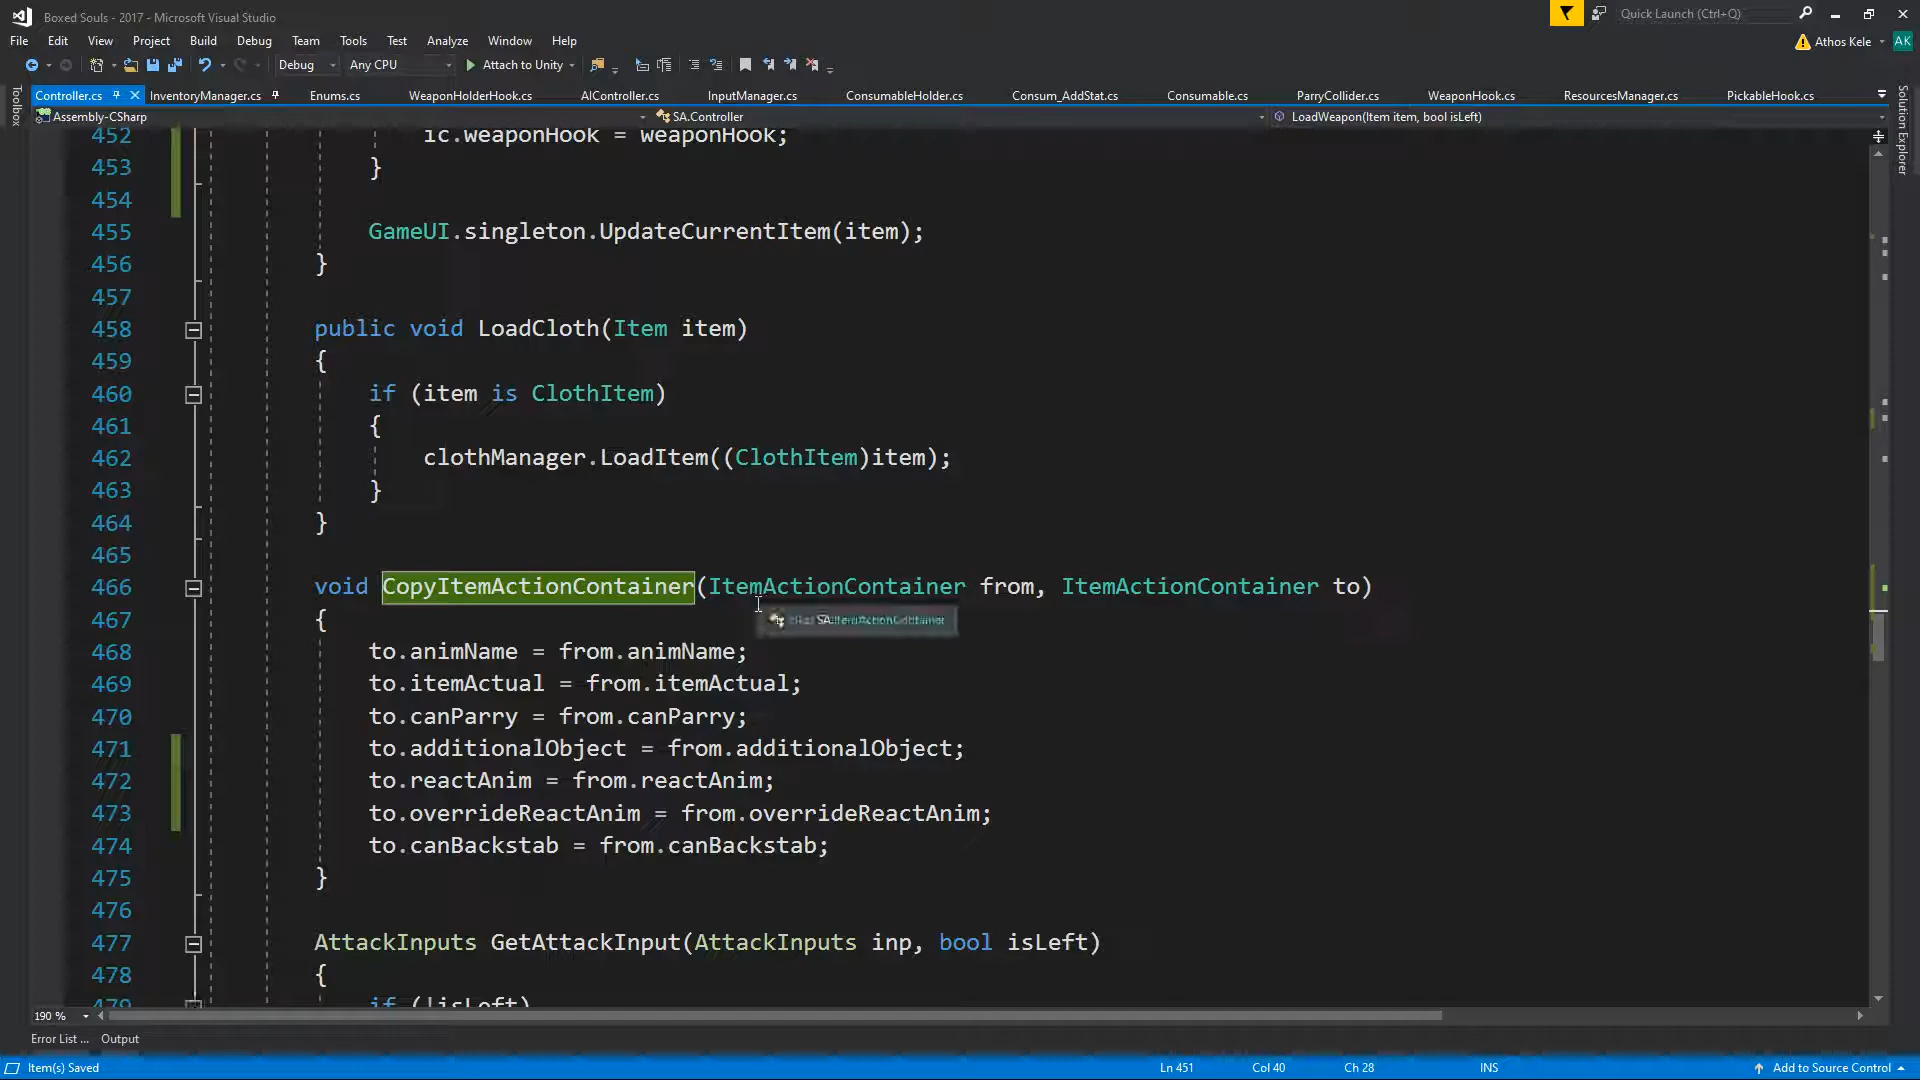 Boxed Souls - 2017 - Microsoft Visual Studio
Quick Launch (Ctrl+Q)
File Edit View Project Build Debug Team Tools Test Analyze Window Help
Athos Kele AK
Debug Any CPU Attach to Unity
Toolbox
Controller.cs InventoryManager.cs Enums.cs WeaponHolderHook.cs AIController.cs InputManager.cs ConsumableHolder.cs Consum_AddStat.cs Consumable.cs ParryCollider.cs WeaponHook.cs ResourcesManager.cs PickableHook.cs
Solution Explorer
Assembly-CSharp SA.Controller LoadWeapon(Item item, bool isLeft)
452 ic.weaponHook = weaponHook;
453 }
454
455 GameUI.singleton.UpdateCurrentItem(item);
456 }
457
458 public void LoadCloth(Item item)
459 {
460 if (item is ClothItem)
461 {
462 clothManager.LoadItem((ClothItem)item);
463 }
464 }
465
466 void CopyItemActionContainer(ItemActionContainer from, ItemActionContainer to)
467 {
468 to.animName = from.animName;
469 to.itemActual = from.itemActual;
470 to.canParry = from.canParry;
471 to.additionalObject = from.additionalObject;
472 to.reactAnim = from.reactAnim;
473 to.overrideReactAnim = from.overrideReactAnim;
474 to.canBackstab = from.canBackstab;
475 }
476
477 AttackInputs GetAttackInput(AttackInputs inp, bool isLeft)
478 {
479 if (!isLeft)
190 %
Error List ... Output
Item(s) Saved Ln 451 Col 40 Ch 28 INS Add to Source Control